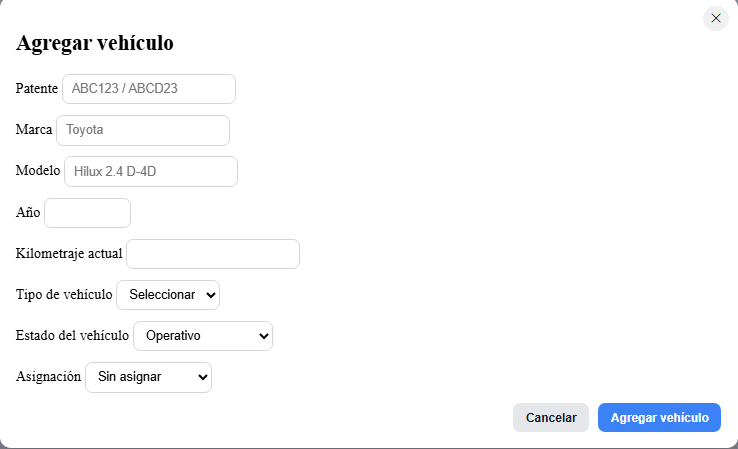 Agregar vehículo
Patente ABC123 / ABCD23
Marca Toyota
Modelo Hilux 2.4 D-4D
Año
Kilometraje actual
Tipo de vehículo Seleccionar
Estado del vehículo Operativo
Asignación Sin asignar
Cancelar Agregar vehículo